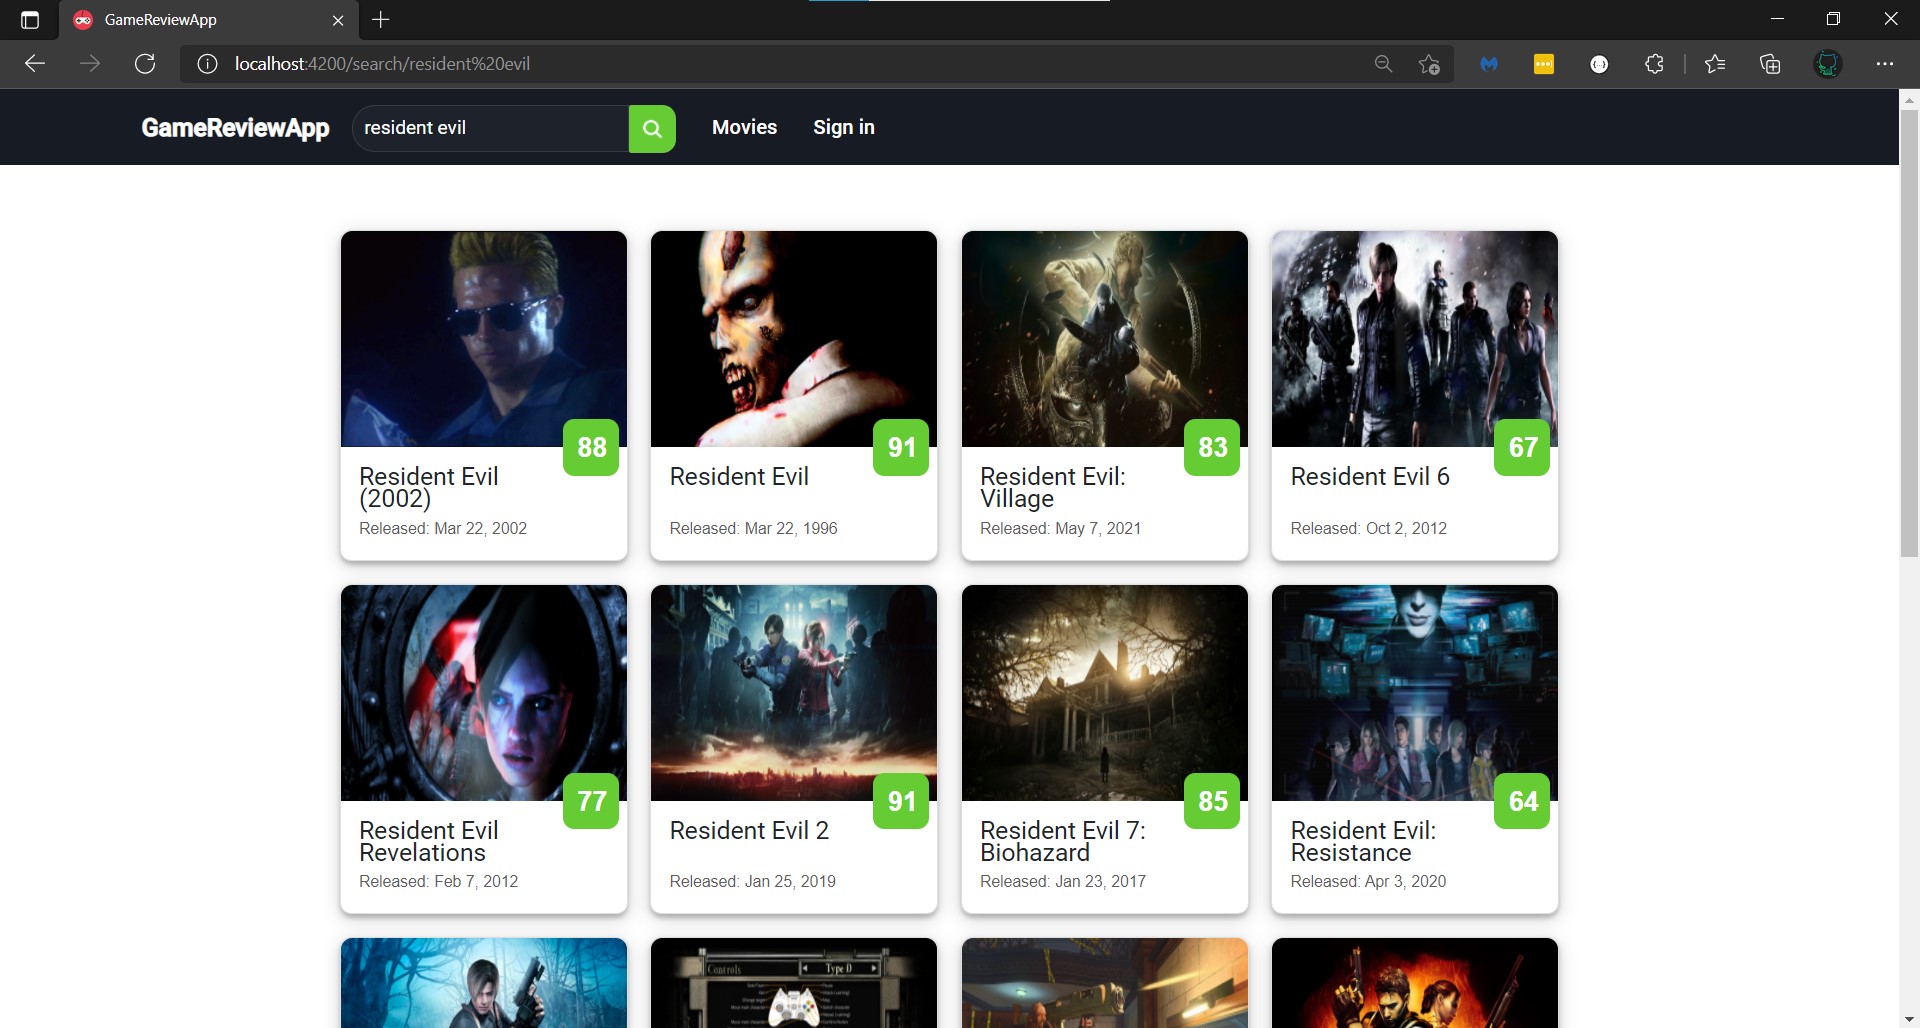 GameReviewApp
localhost:4200/search/resident%20evil
GameReviewApp
resident evil
Movies
Sign in
88
91
83
67
Resident Evil
(2002)
Released: Mar 22, 2002
Resident Evil
Released: Mar 22, 1996
Resident Evil:
Village
Released: May 7, 2021
Resident Evil 6
Released: Oct 2, 2012
77
91
85
64
Resident Evil
Revelations
Released: Feb 7, 2012
Resident Evil 2
Released: Jan 25, 2019
Resident Evil 7:
Biohazard
Released: Jan 23, 2017
Resident Evil:
Resistance
Released: Apr 3, 2020
Controls
Type D